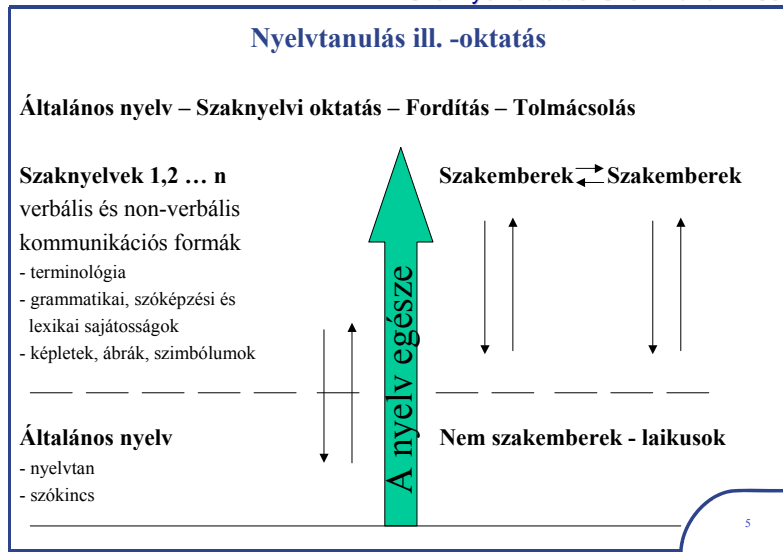 Nyelvtanulás ill. -oktatás
Általános nyelv – Szaknyelvi oktatás – Fordítás – Tolmácsolás
Szaknyelvek 1,2 … n
verbális és non-verbális
kommunikációs formák
- terminológia
- grammatikai, szóképzési és
lexikai sajátosságok
- képletek, ábrák, szimbólumok
Szakemberek Szakemberek
A nyelv egésze
Általános nyelv
- nyelvtan
- szókincs
Nem szakemberek - laikusok
5